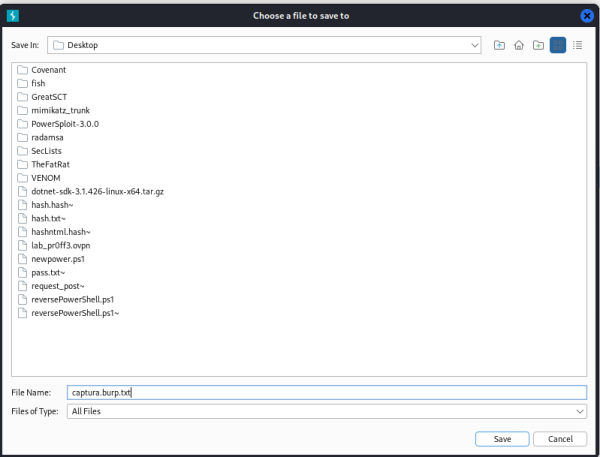 Choose a file to save to
Save In: Desktop
Covenant
fish
GreatSCT
mimikatz_trunk
PowerSploit-3.0.0
radamsa
SecLists
TheFatRat
VENOM
dotnet-sdk-3.1.426-linux-x64.tar.gz
hash.hash~
hash.txt~
hashntml.hash~
lab_pr0ff3.ovpn
newpower.ps1
pass.txt~
request_post~
reversePowerShell.ps1
reversePowerShell.ps1~
File Name: captura.burp.txt
Files of Type: All Files
Save Cancel